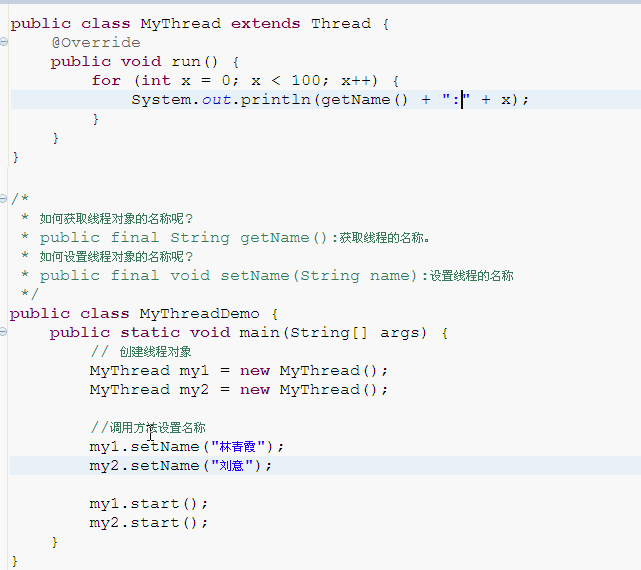 public class MyThread extends Thread {
    @Override
    public void run() {
        for (int x = 0; x < 100; x++) {
            System.out.println(getName() + ":" + x);
        }
    }
}
/*
 * 如何获取线程对象的名称呢?
 * public final String getName():获取线程的名称。
 * 如何设置线程对象的名称呢?
 * public final void setName(String name):设置线程的名称
 */
public class MyThreadDemo {
    public static void main(String[] args) {
        // 创建线程对象
        MyThread my1 = new MyThread();
        MyThread my2 = new MyThread();
        //调用方法设置名称
        my1.setName("林青霞");
        my2.setName("刘意");
        my1.start();
        my2.start();
    }
}